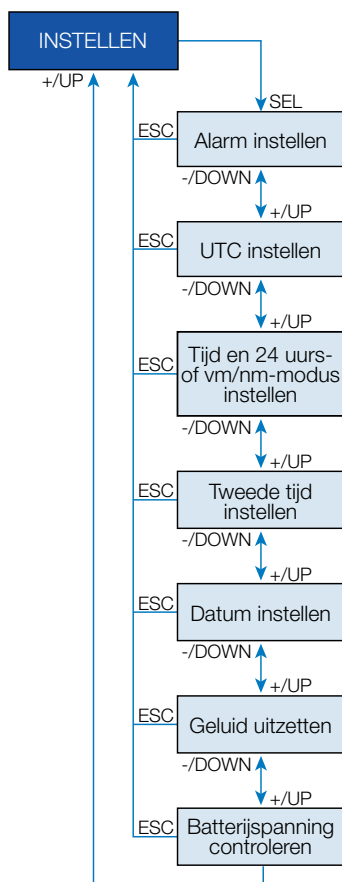 INSTELLEN
+/UP
SEL
ESC
Alarm instellen
-/DOWN
+/UP
ESC
UTC instellen
-/DOWN
+/UP
ESC
Tijd en 24 uurs-
of vm/nm-modus
instellen
-/DOWN
+/UP
ESC
Tweede tijd
instellen
-/DOWN
+/UP
ESC
Datum instellen
-/DOWN
+/UP
ESC
Geluid uitzetten
-/DOWN
+/UP
ESC
Batterijspanning
controleren